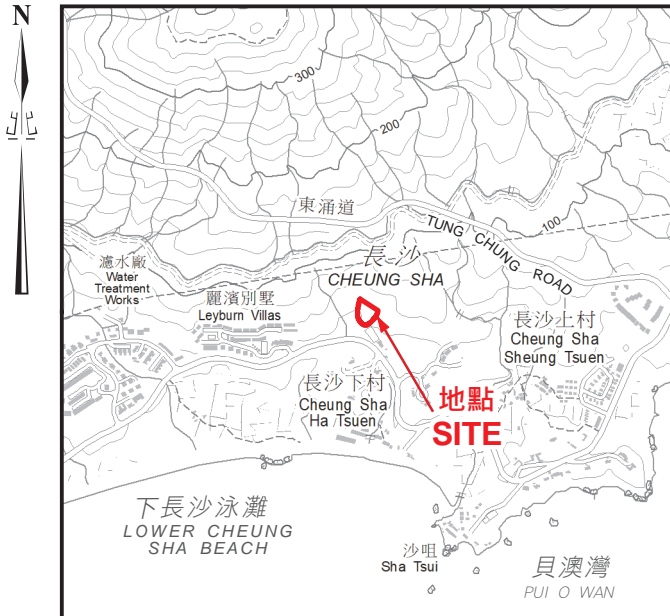 N
300
200
100
東涌道
TUNG CHUNG ROAD
長沙
CHEUNG SHA
濾水廠
Water
Treatment
Works
麗濱別墅
Leyburn Villas
長沙上村
Cheung Sha
Sheung Tsuen
長沙下村
Cheung Sha
Ha Tsuen
地點
SITE
下長沙泳灘
LOWER CHEUNG
SHA BEACH
沙咀
Sha Tsui
貝澳灣
PUI O WAN